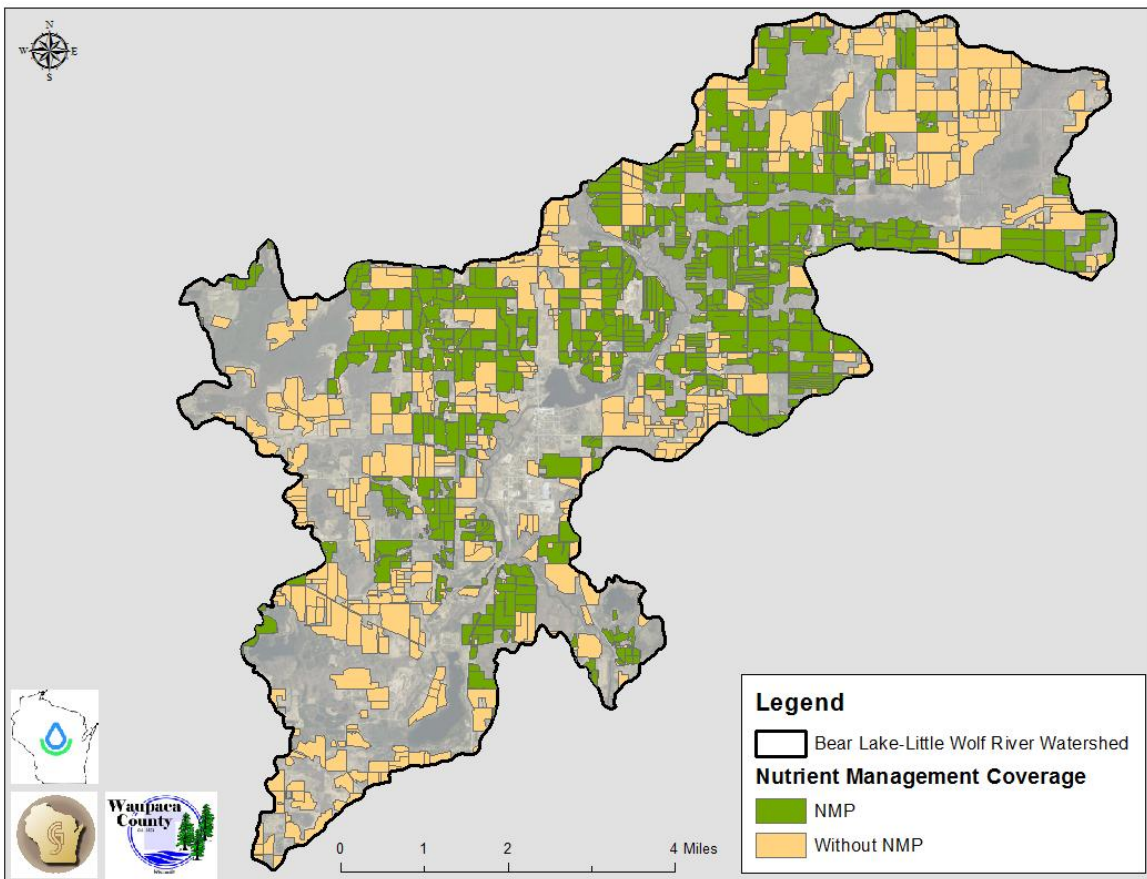 N
W E
S
Legend
Bear Lake-Little Wolf River Watershed
Nutrient Management Coverage
NMP
Without NMP
Waupaca
County
0 1 2 4 Miles